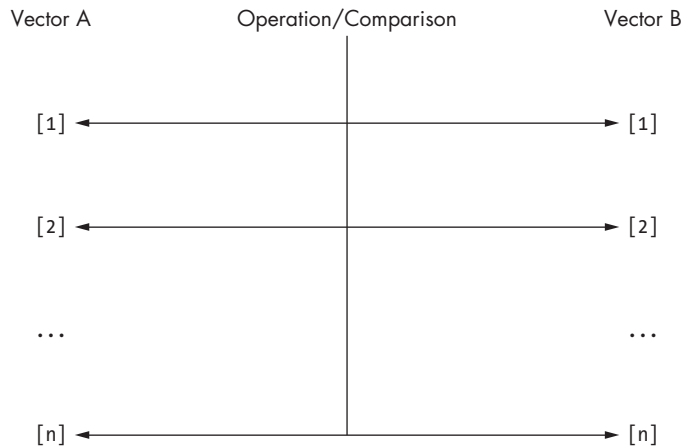 Vector A Operation/Comparison Vector B
[1] [1]
[2] [2]
... ...
[n] [n]